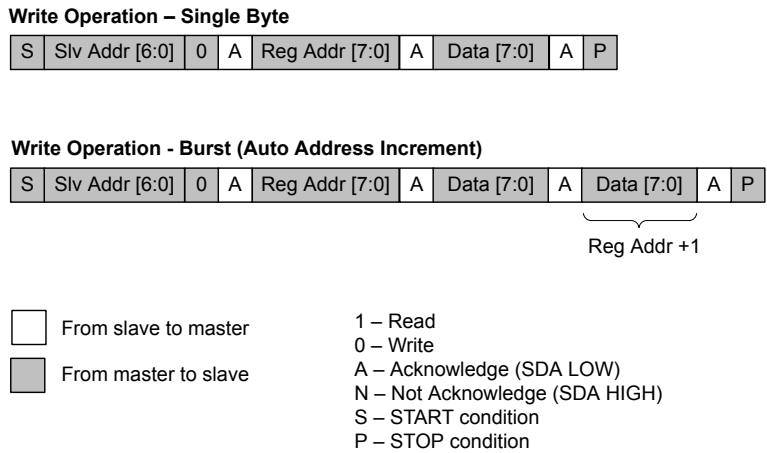 Write Operation – Single Byte
S Slv Addr [6:0] 0 A Reg Addr [7:0] A Data [7:0] A P
Write Operation - Burst (Auto Address Increment)
S Slv Addr [6:0] 0 A Reg Addr [7:0] A Data [7:0] A Data [7:0] A P
Reg Addr +1
From slave to master
From master to slave
1 – Read
0 – Write
A – Acknowledge (SDA LOW)
N – Not Acknowledge (SDA HIGH)
S – START condition
P – STOP condition